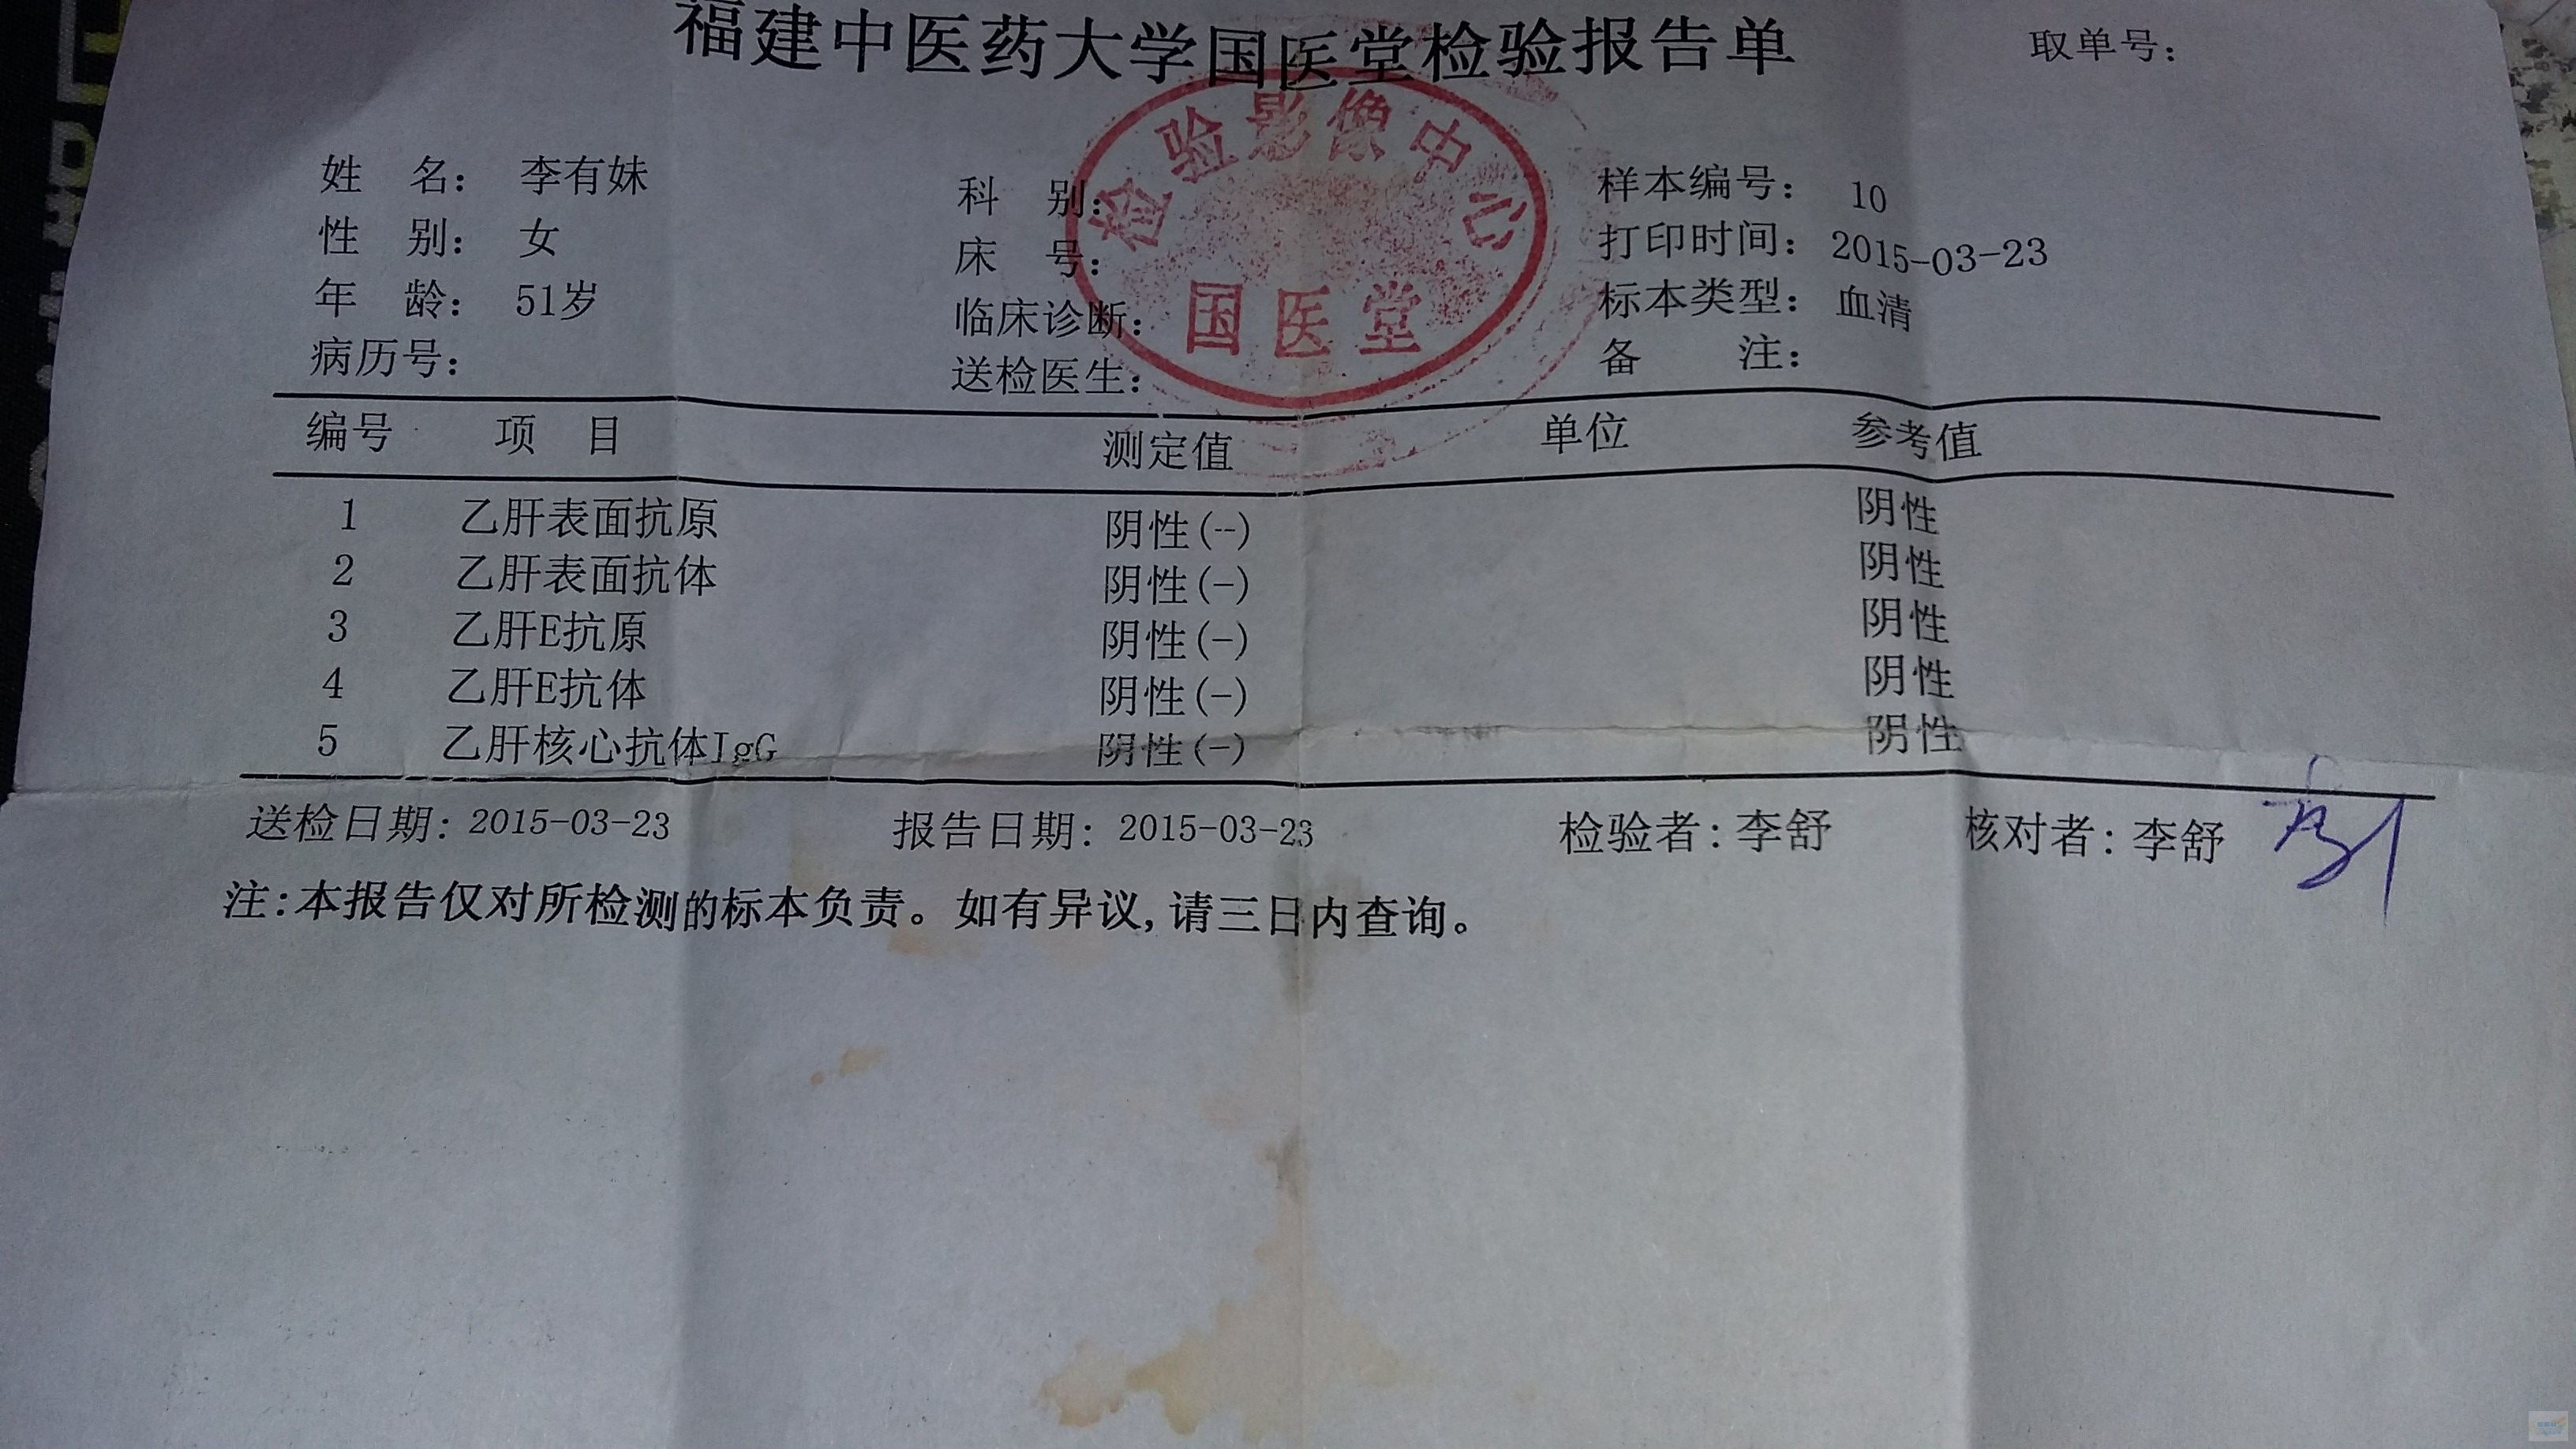 福建中医药大学国医堂检验报告单 取单号：
检验影像中心
国医堂
姓 名： 李有妹 科 别： 样本编号： 10
性 别： 女 床 号： 打印时间： 2015-03-23
年 龄： 51岁 临床诊断： 标本类型： 血清
病历号： 送检医生： 备 注：
编号 项 目 测定值 单位 参考值
1 乙肝表面抗原 阴性(--) 阴性
2 乙肝表面抗体 阴性(-) 阴性
3 乙肝E抗原 阴性(-) 阴性
4 乙肝E抗体 阴性(-) 阴性
5 乙肝核心抗体IgG 阴性(-) 阴性
送检日期: 2015-03-23 报告日期: 2015-03-23 检验者: 李舒 核对者: 李舒
注:本报告仅对所检测的标本负责。如有异议,请三日内查询。